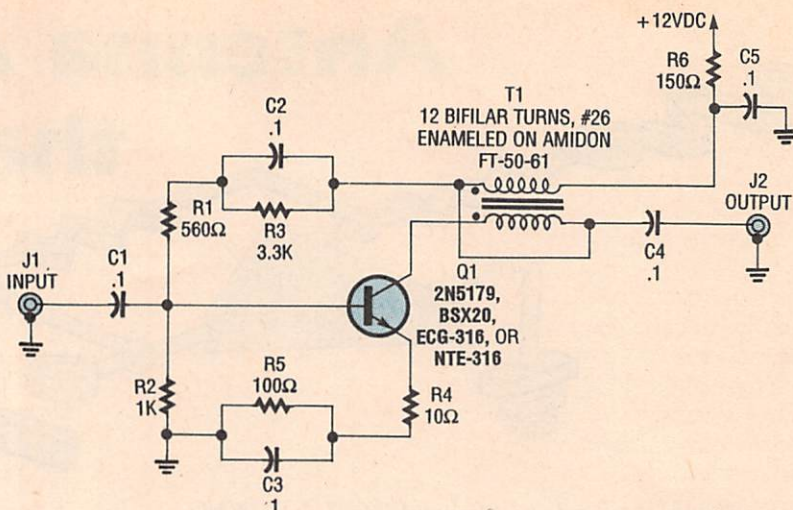 +12VDC
R6
150Ω
C5
.1
T1
12 BIFILAR TURNS, #26
ENAMELED ON AMIDON
FT-50-61
C2
.1
R1
560Ω
R3
3.3K
J2
OUTPUT
J1
INPUT
C1
.1
C4
.1
Q1
2N5179,
BSX20,
ECG-316, OR
NTE-316
R2
1K
R5
100Ω
R4
10Ω
C3
.1